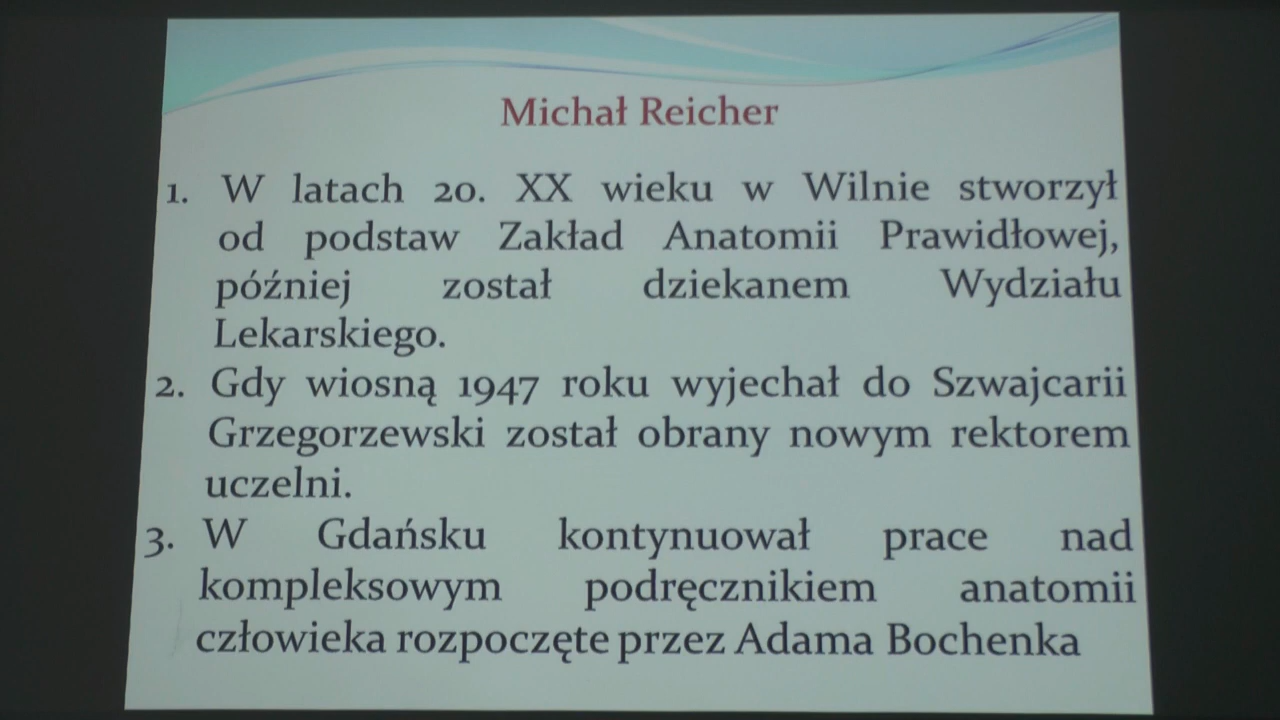 Michał Reicher
1. W latach 20. XX wieku w Wilnie stworzył
od podstaw Zakład Anatomii Prawidłowej,
później został dziekanem Wydziału
Lekarskiego.
2. Gdy wiosną 1947 roku wyjechał do Szwajcarii
Grzegorzewski został obrany nowym rektorem
uczelni.
3. W Gdańsku kontynuował prace nad
kompleksowym podręcznikiem anatomii
człowieka rozpoczęte przez Adama Bochenka